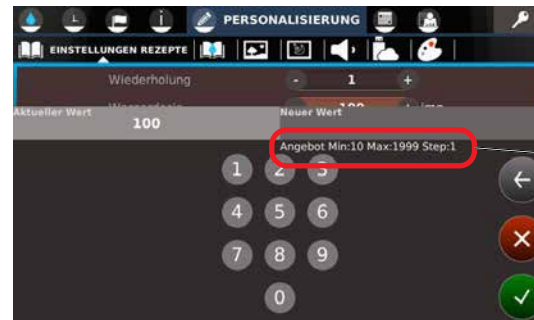 PERSONALISIERUNG
EINSTELLUNGEN REZEPTE
Wiederholung - 1 +
Aktueller Wert
100
Neuer Wert
Angebot Min:10 Max:1999 Step:1
1 2 3
4 5 6
7 8 9
0